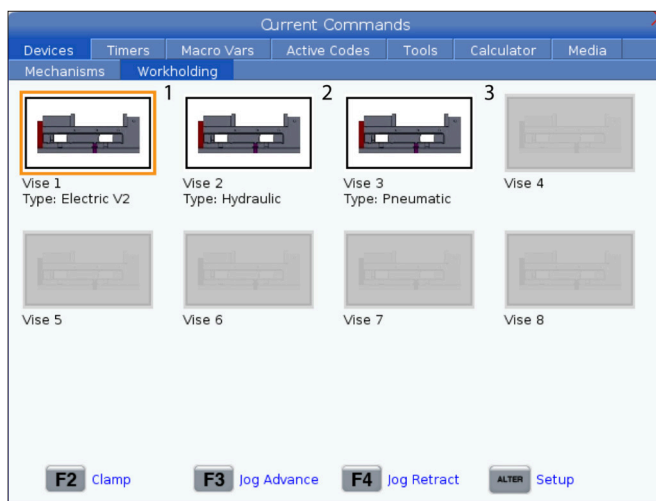 Current Commands
Devices Timers Macro Vars Active Codes Tools Calculator Media
Mechanisms Workholding
1 2 3
Vise 1 Vise 2 Vise 3 Vise 4
Type: Electric V2 Type: Hydraulic Type: Pneumatic
Vise 5 Vise 6 Vise 7 Vise 8
F2 Clamp F3 Jog Advance F4 Jog Retract ALTER Setup